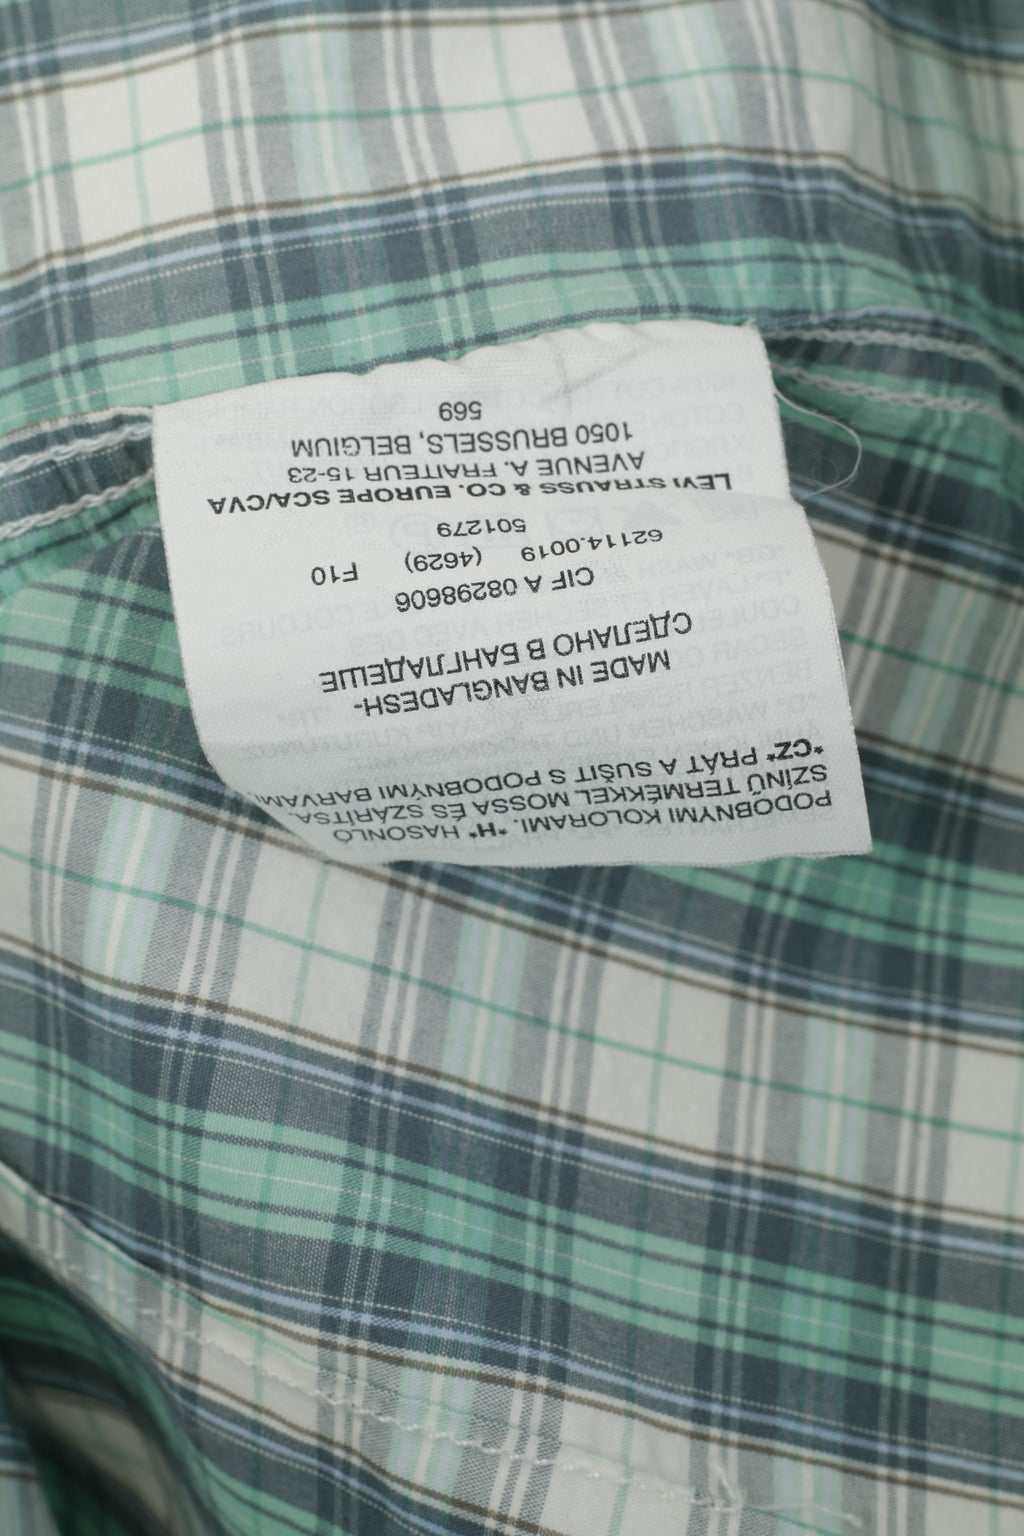 PODOBNYMI KOLORAMI. *H* HASONLÓ
SZÍNŰ TERMÉKKEL MOSSA ÉS SZÁRÍTSA.
*CZ* PRÁT A SUŠIT S PODOBNÝMI BARVAMI
MADE IN BANGLADESH-
СДЕЛАНО В БАНГЛАДЕШЕ
CIF A 08298606
62114.0019 (4629) F10
501279
LEVI STRAUSS & CO. EUROPE SCA/CVA
AVENUE A. FRAITEUR 15-23
1050 BRUSSELS, BELGIUM
569